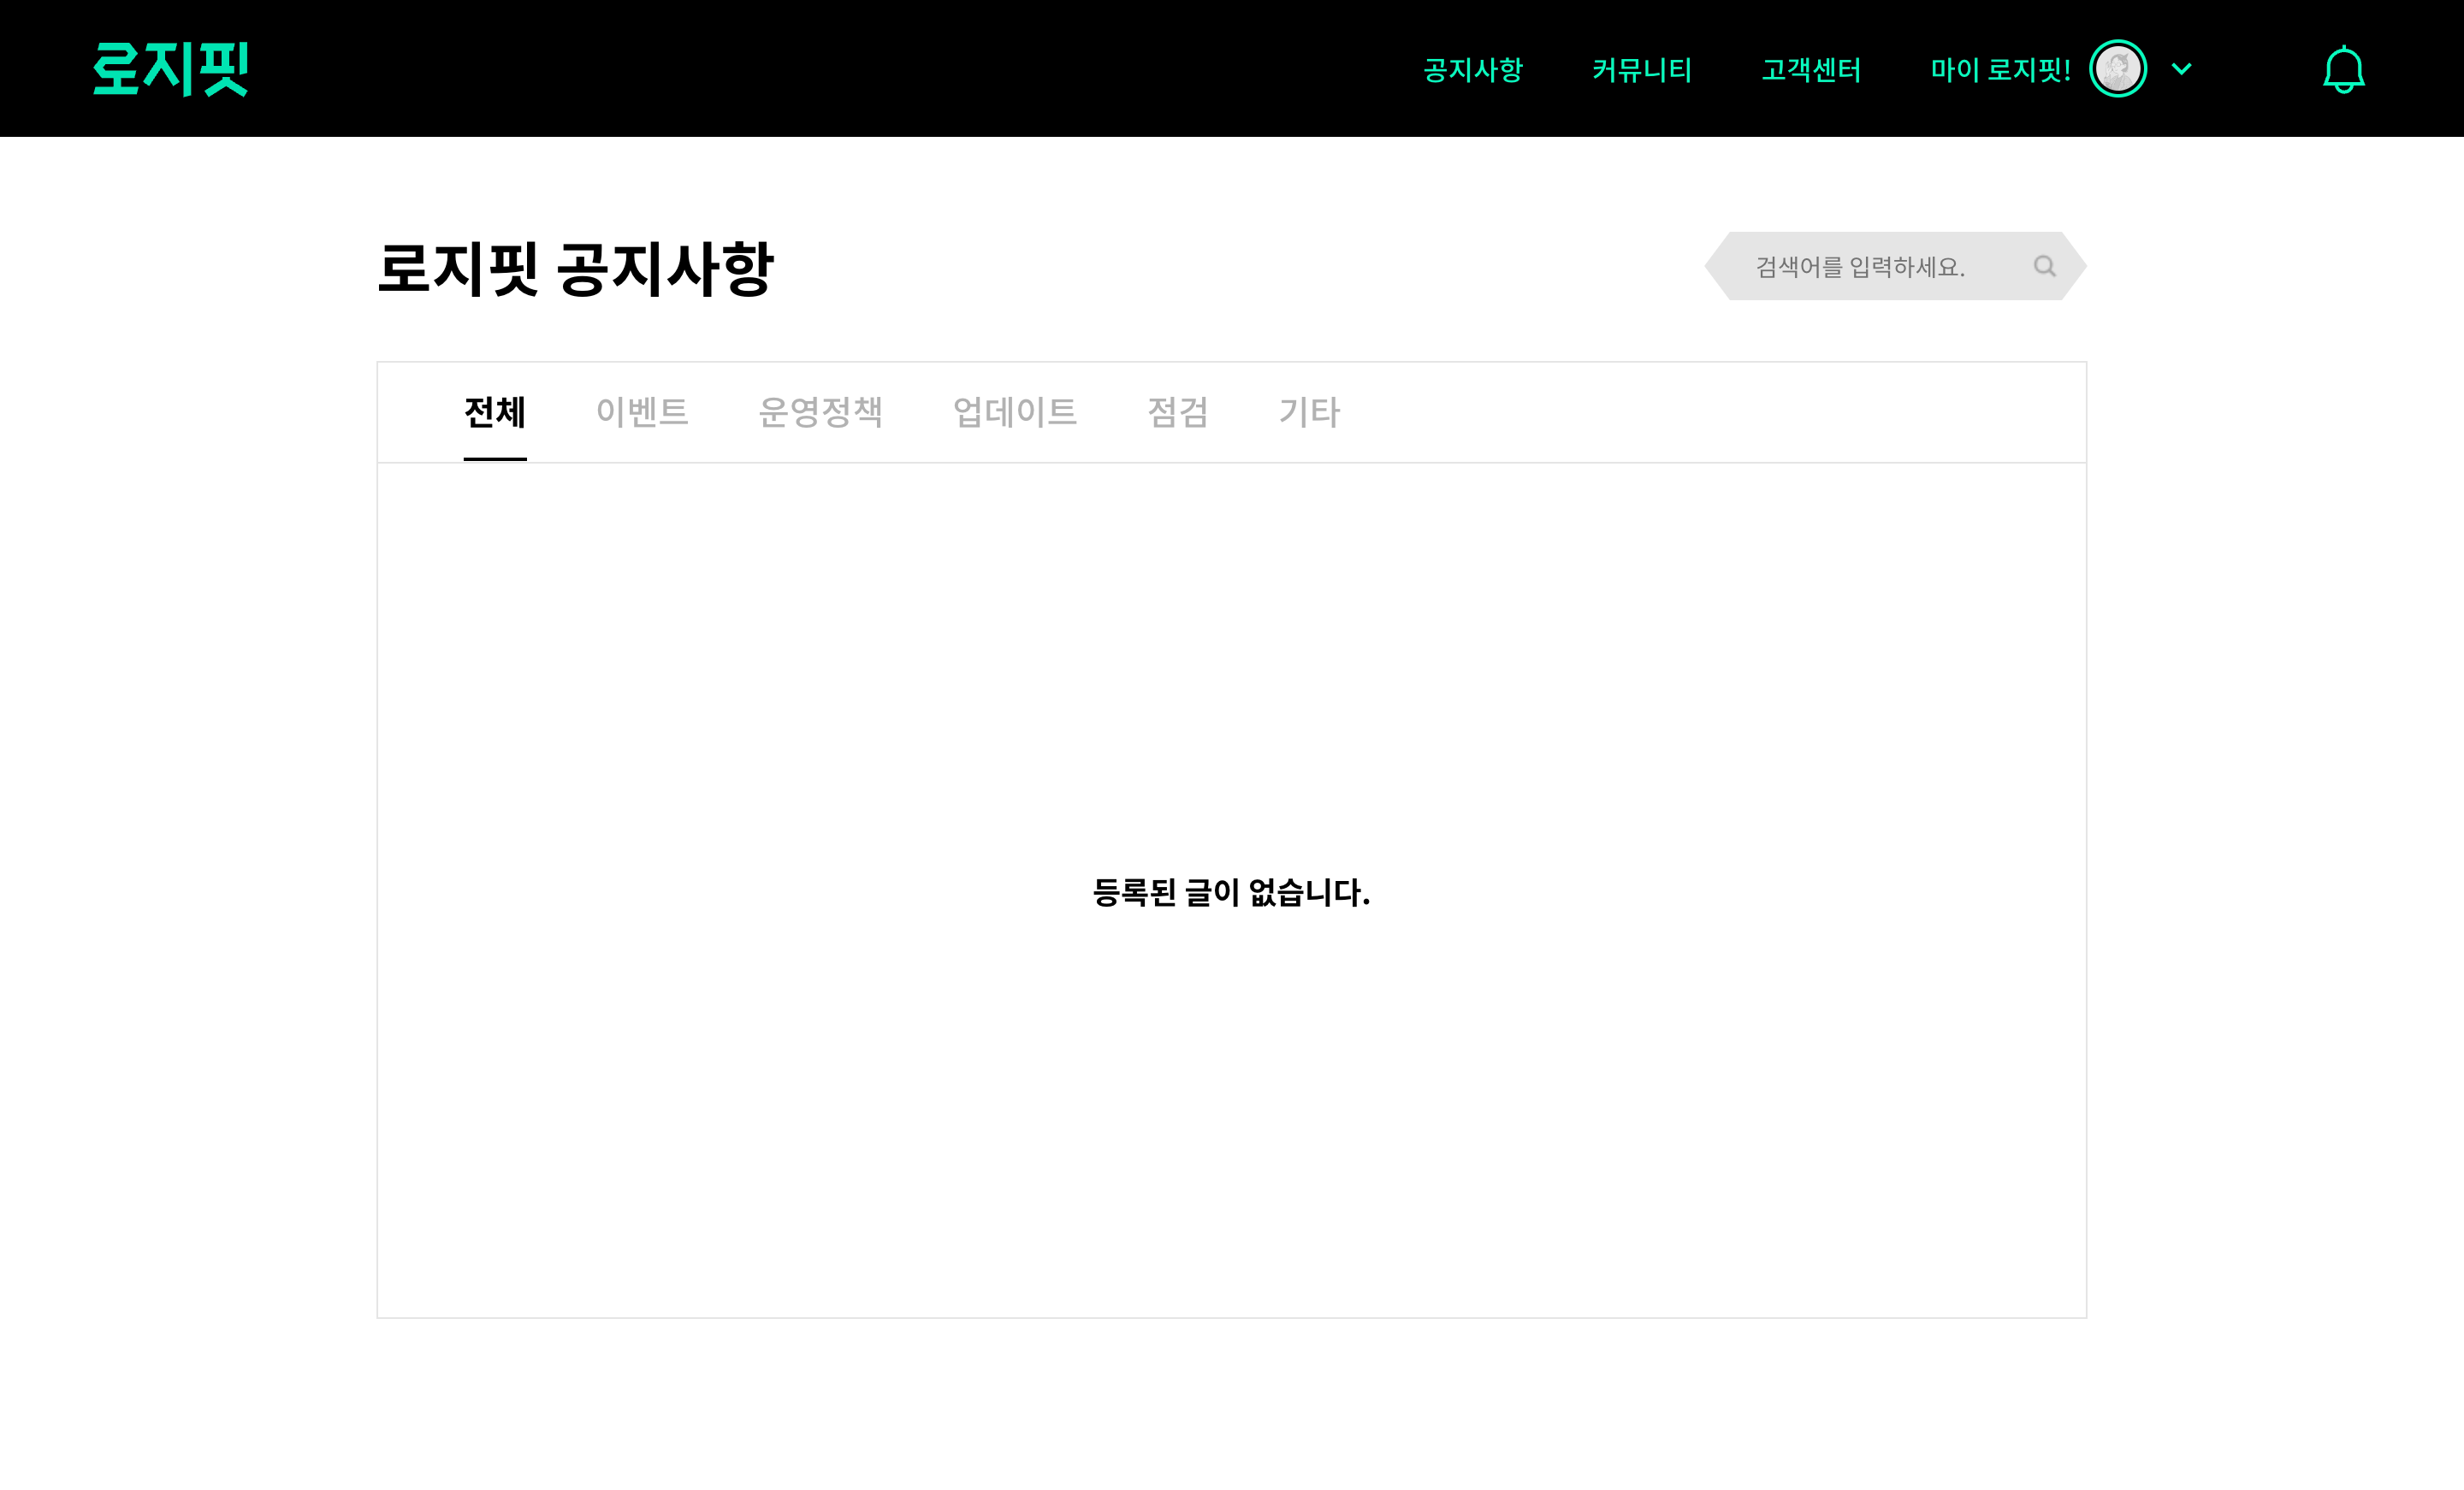 로지핏 공지사항 커뮤니티 고객센터 마이 로지핏!
로지핏 공지사항 검색어를 입력하세요.
전체 이벤트 운영정책 업데이트 점검 기타
등록된 글이 없습니다.